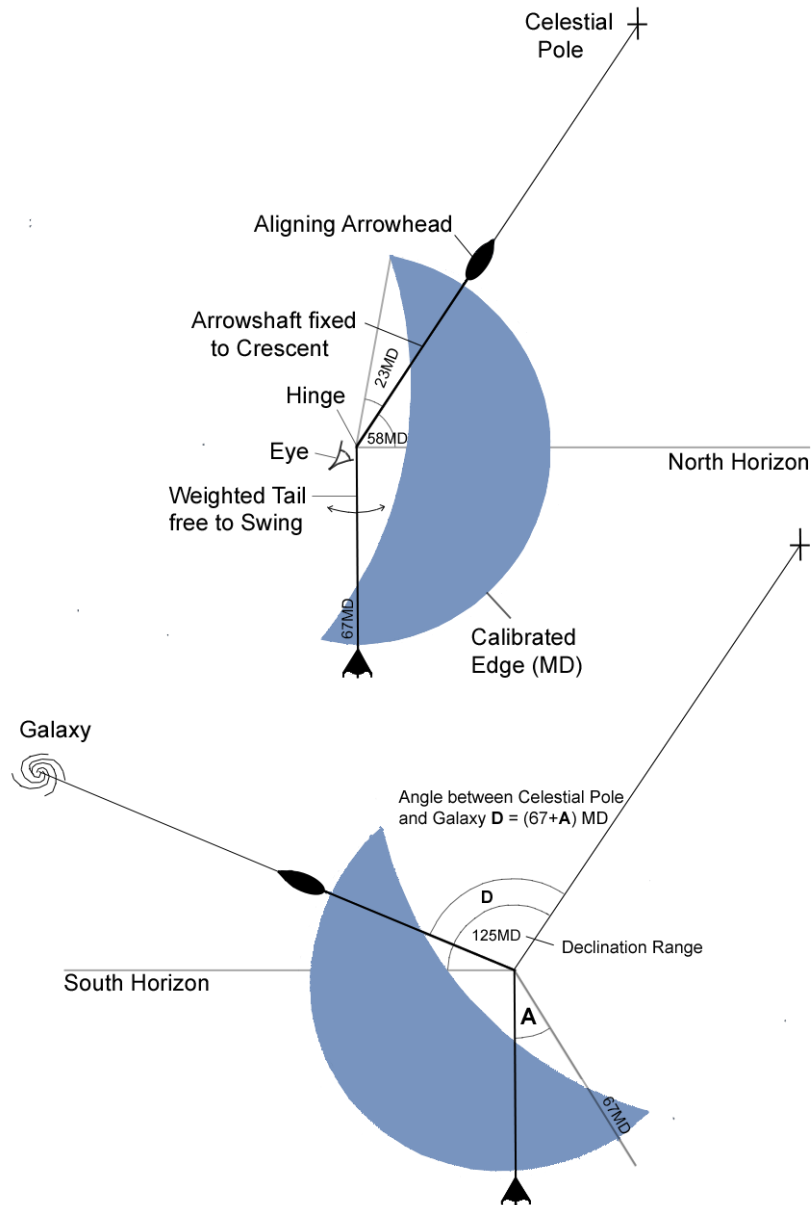 Celestial
Pole
Aligning Arrowhead
Arrowshaft fixed
to Crescent
23MD
Hinge
58MD
Eye
North Horizon
Weighted Tail
free to Swing
67MD
Calibrated
Edge (MD)
Galaxy
Angle between Celestial Pole
and Galaxy D = (67+A) MD
D
125MD
Declination Range
South Horizon
A
67MD